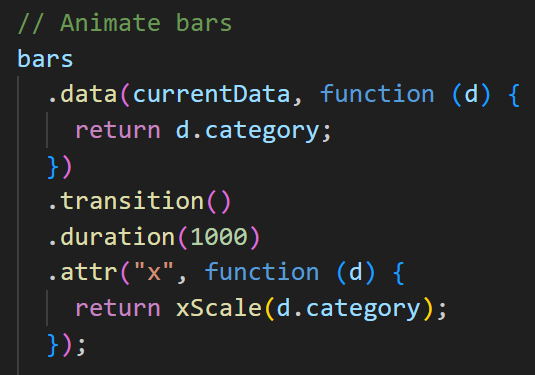 // Animate bars
bars
  .data(currentData, function (d) {
    return d.category;
  })
  .transition()
  .duration(1000)
  .attr("x", function (d) {
    return xScale(d.category);
  });